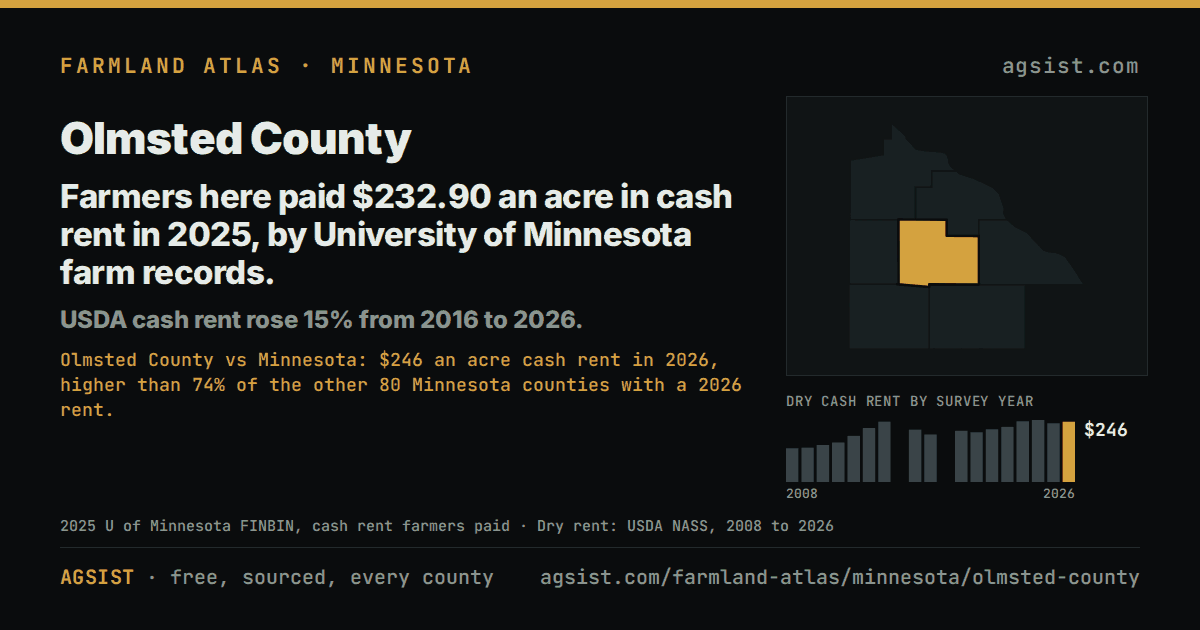 FARMLAND ATLAS · MINNESOTA
agsist.com
Olmsted County
Farmers here paid $232.90 an acre in cash
rent in 2025, by University of Minnesota
farm records.
USDA cash rent rose 15% from 2016 to 2026.
Olmsted County vs Minnesota: $246 an acre cash rent in 2026,
higher than 74% of the other 80 Minnesota counties with a 2026
rent.
DRY CASH RENT BY SURVEY YEAR
$246
2008
2026
2025 U of Minnesota FINBIN, cash rent farmers paid · Dry rent: USDA NASS, 2008 to 2026
AGSIST · free, sourced, every county
agsist.com/farmland-atlas/minnesota/olmsted-county